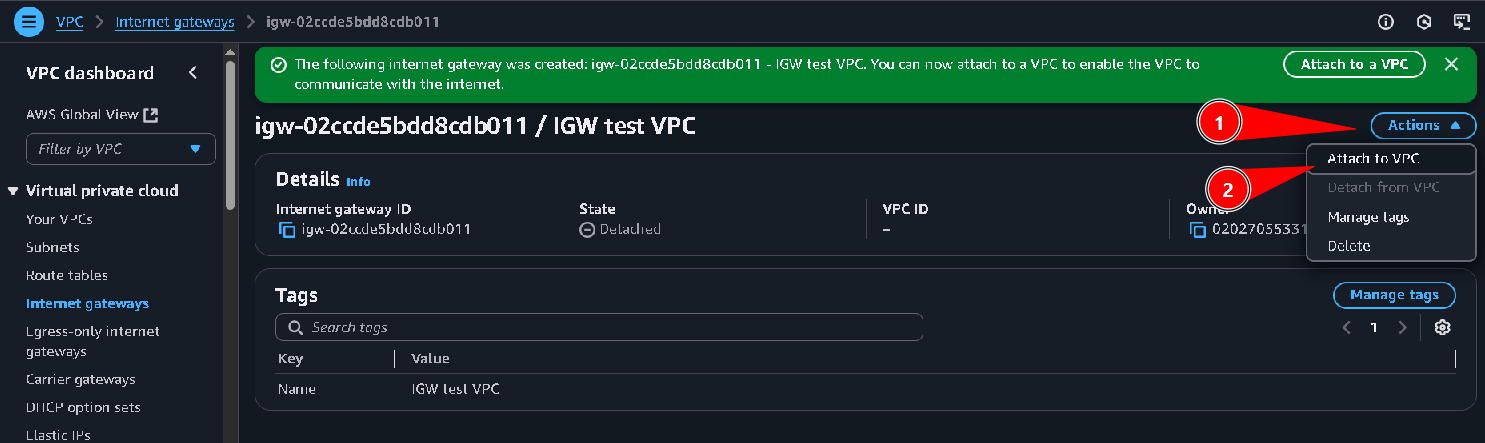 VPC > Internet gateways > igw-02ccde5bdd8cdb011
VPC dashboard
AWS Global View
Filter by VPC
Virtual private cloud
Your VPCs
Subnets
Route tables
Internet gateways
Egress-only internet
gateways
Carrier gateways
DHCP option sets
Elastic IPs
The following internet gateway was created: igw-02ccde5bdd8cdb011 - IGW test VPC. You can now attach to a VPC to enable the VPC to
communicate with the internet.
Attach to a VPC
igw-02ccde5bdd8cdb011 / IGW test VPC
1
Actions
Attach to VPC
2
Detach from VPC
Manage tags
Delete
Details Info
Internet gateway ID
igw-02ccde5bdd8cdb011
State
Detached
VPC ID
–
Owner
02027055331
Tags
Manage tags
Search tags
1
Key Value
Name IGW test VPC